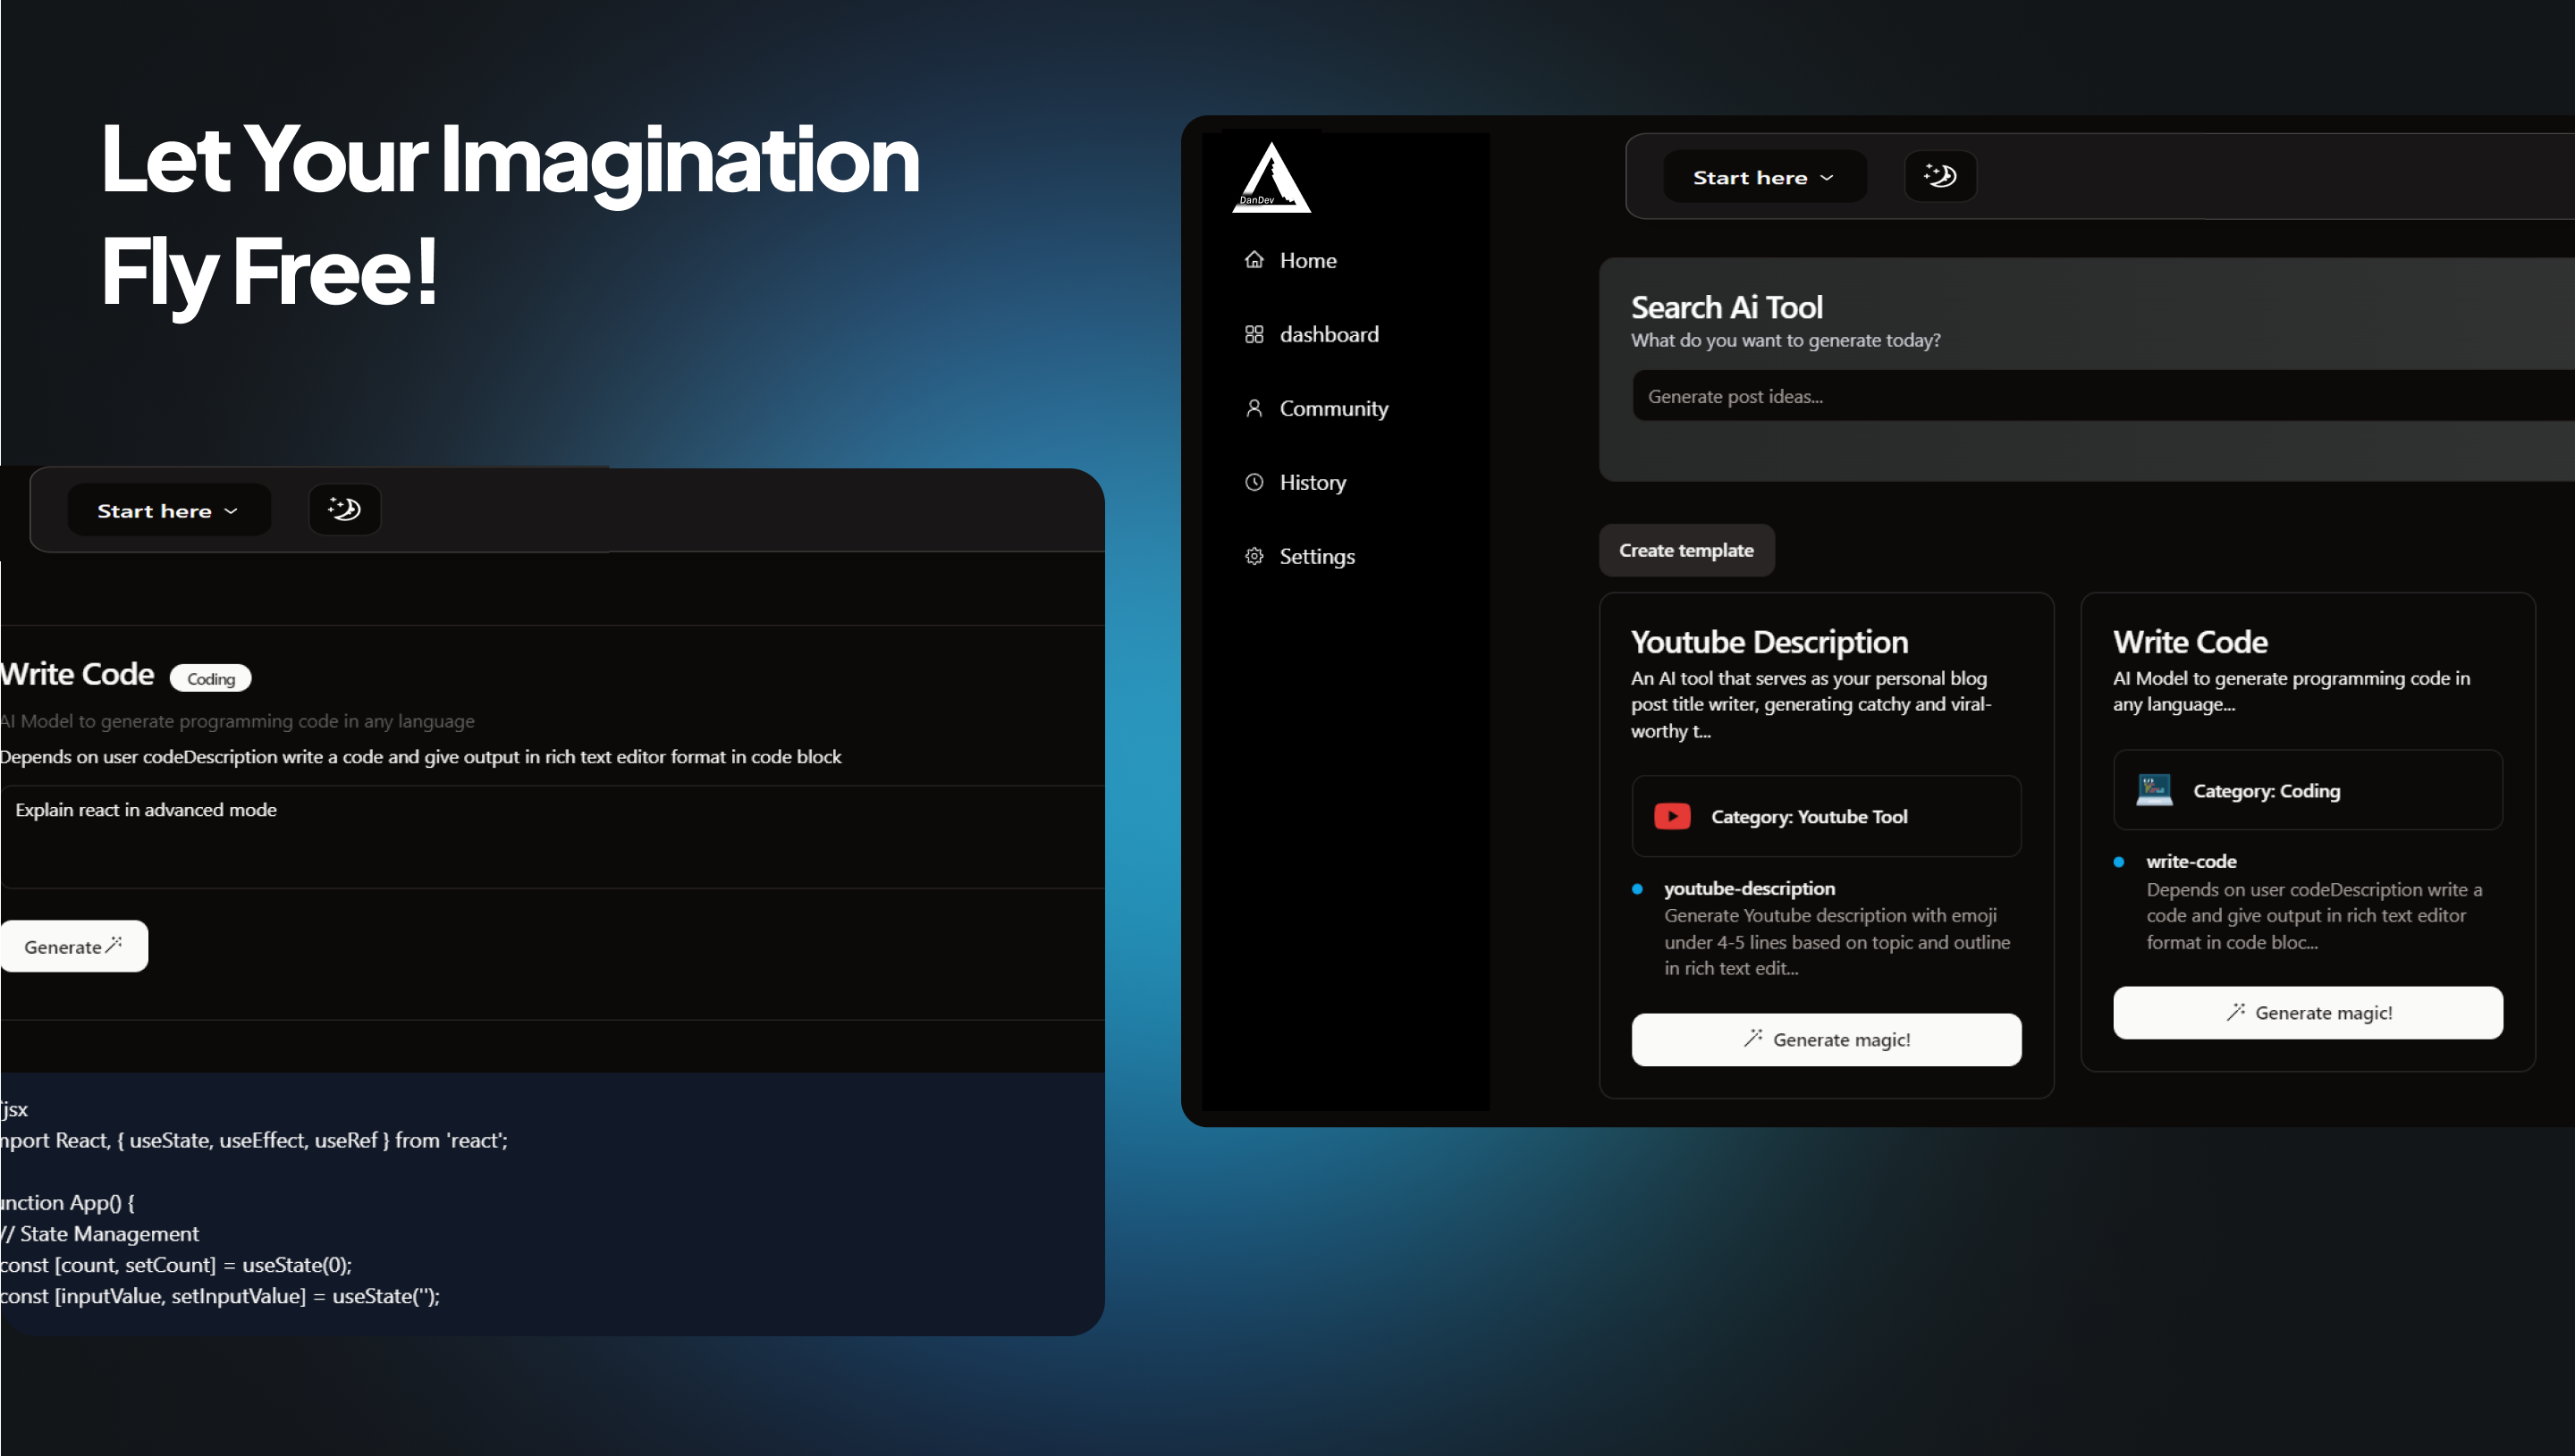 Let Your Imagination
Fly Free!
Start here
Write Code
Coding
AI Model to generate programming code in any language
Depends on user codeDescription write a code and give output in rich text editor format in code block
Explain react in advanced mode
Generate
jsx
mport React, { useState, useEffect, useRef } from 'react';
unction App() {
// State Management
const [count, setCount] = useState(0);
const [inputValue, setInputValue] = useState('');
DanDev
Home
dashboard
Community
History
Settings
Start here
Search Ai Tool
What do you want to generate today?
Generate post ideas...
Create template
Youtube Description
An AI tool that serves as your personal blog
post title writer, generating catchy and viral-
worthy t...
Category: Youtube Tool
youtube-description
Generate Youtube description with emoji
under 4-5 lines based on topic and outline
in rich text edit...
Generate magic!
Write Code
AI Model to generate programming code in
any language...
Category: Coding
write-code
Depends on user codeDescription write a
code and give output in rich text editor
format in code bloc...
Generate magic!